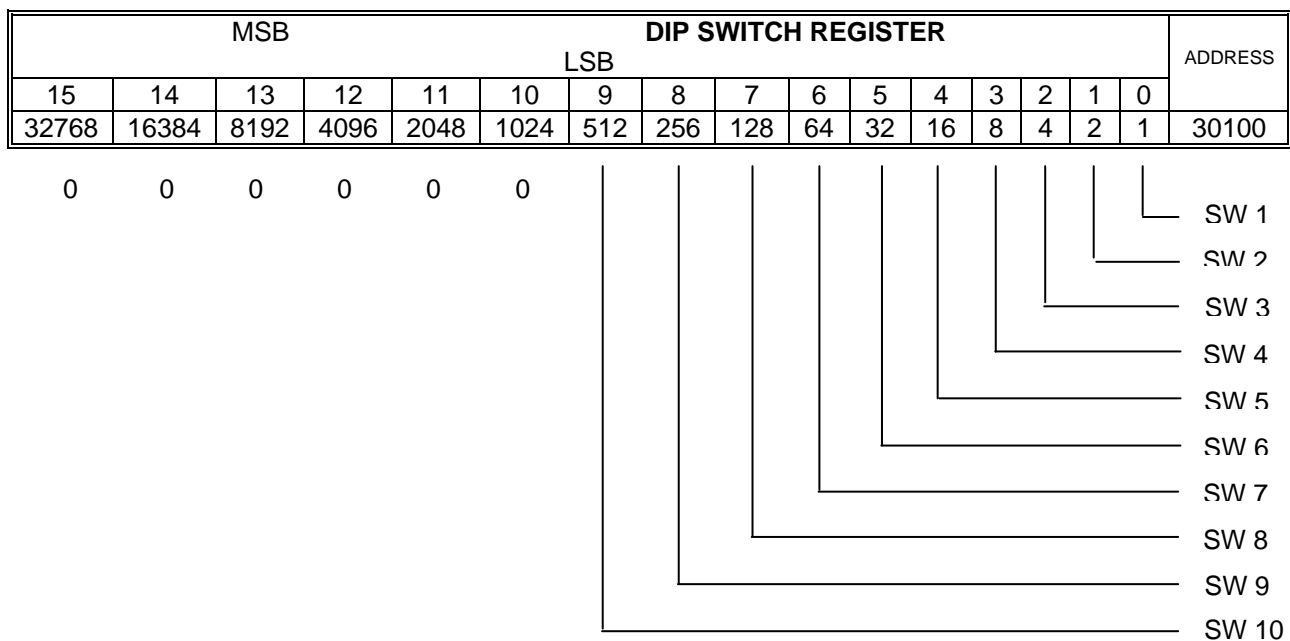 MSB DIP SWITCH REGISTER
LSB
ADDRESS
15 14 13 12 11 10 9 8 7 6 5 4 3 2 1 0
32768 16384 8192 4096 2048 1024 512 256 128 64 32 16 8 4 2 1 30100
0 0 0 0 0 0
SW 1
SW 2
SW 3
SW 4
SW 5
SW 6
SW 7
SW 8
SW 9
SW 10